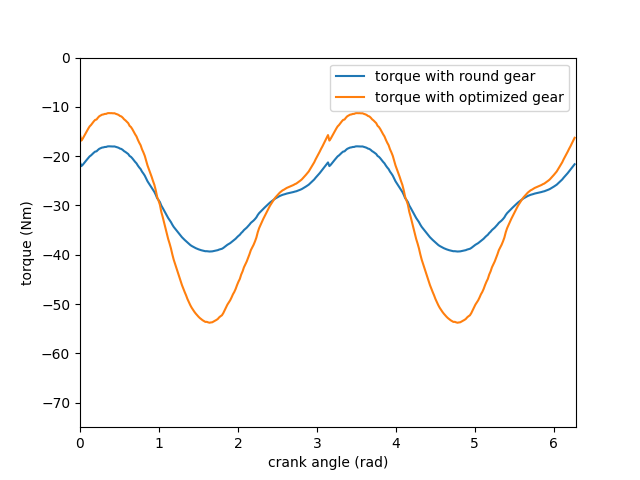 torque with round gear
torque with optimized gear
0
−10
−20
−30
−40
−50
−60
−70
torque (Nm)
0 1 2 3 4 5 6
crank angle (rad)